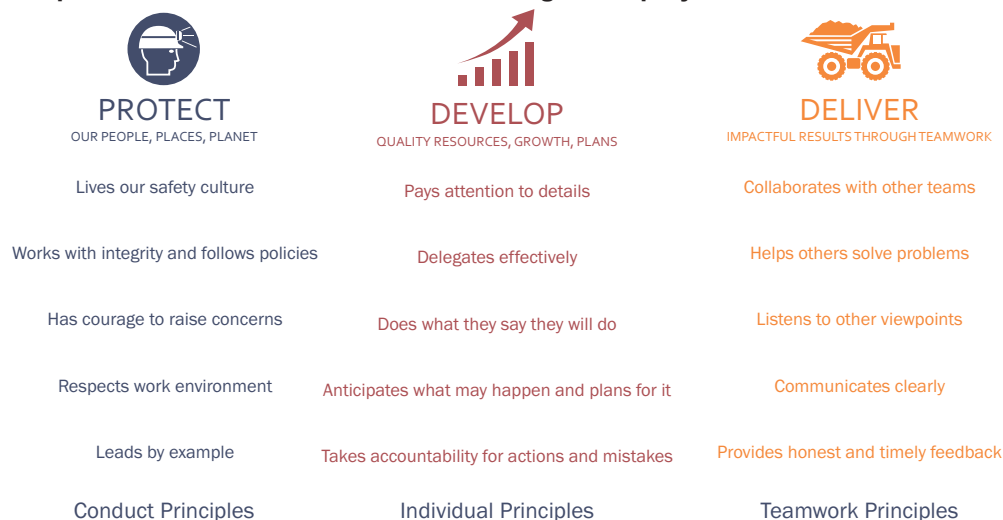 PROTECT
OUR PEOPLE, PLACES, PLANET
Lives our safety culture
Works with integrity and follows policies
Has courage to raise concerns
Respects work environment
Leads by example
Conduct Principles
DEVELOP
QUALITY RESOURCES, GROWTH, PLANS
Pays attention to details
Delegates effectively
Does what they say they will do
Anticipates what may happen and plans for it
Takes accountability for actions and mistakes
Individual Principles
DELIVER
IMPACTFUL RESULTS THROUGH TEAMWORK
Collaborates with other teams
Helps others solve problems
Listens to other viewpoints
Communicates clearly
Provides honest and timely feedback
Teamwork Principles